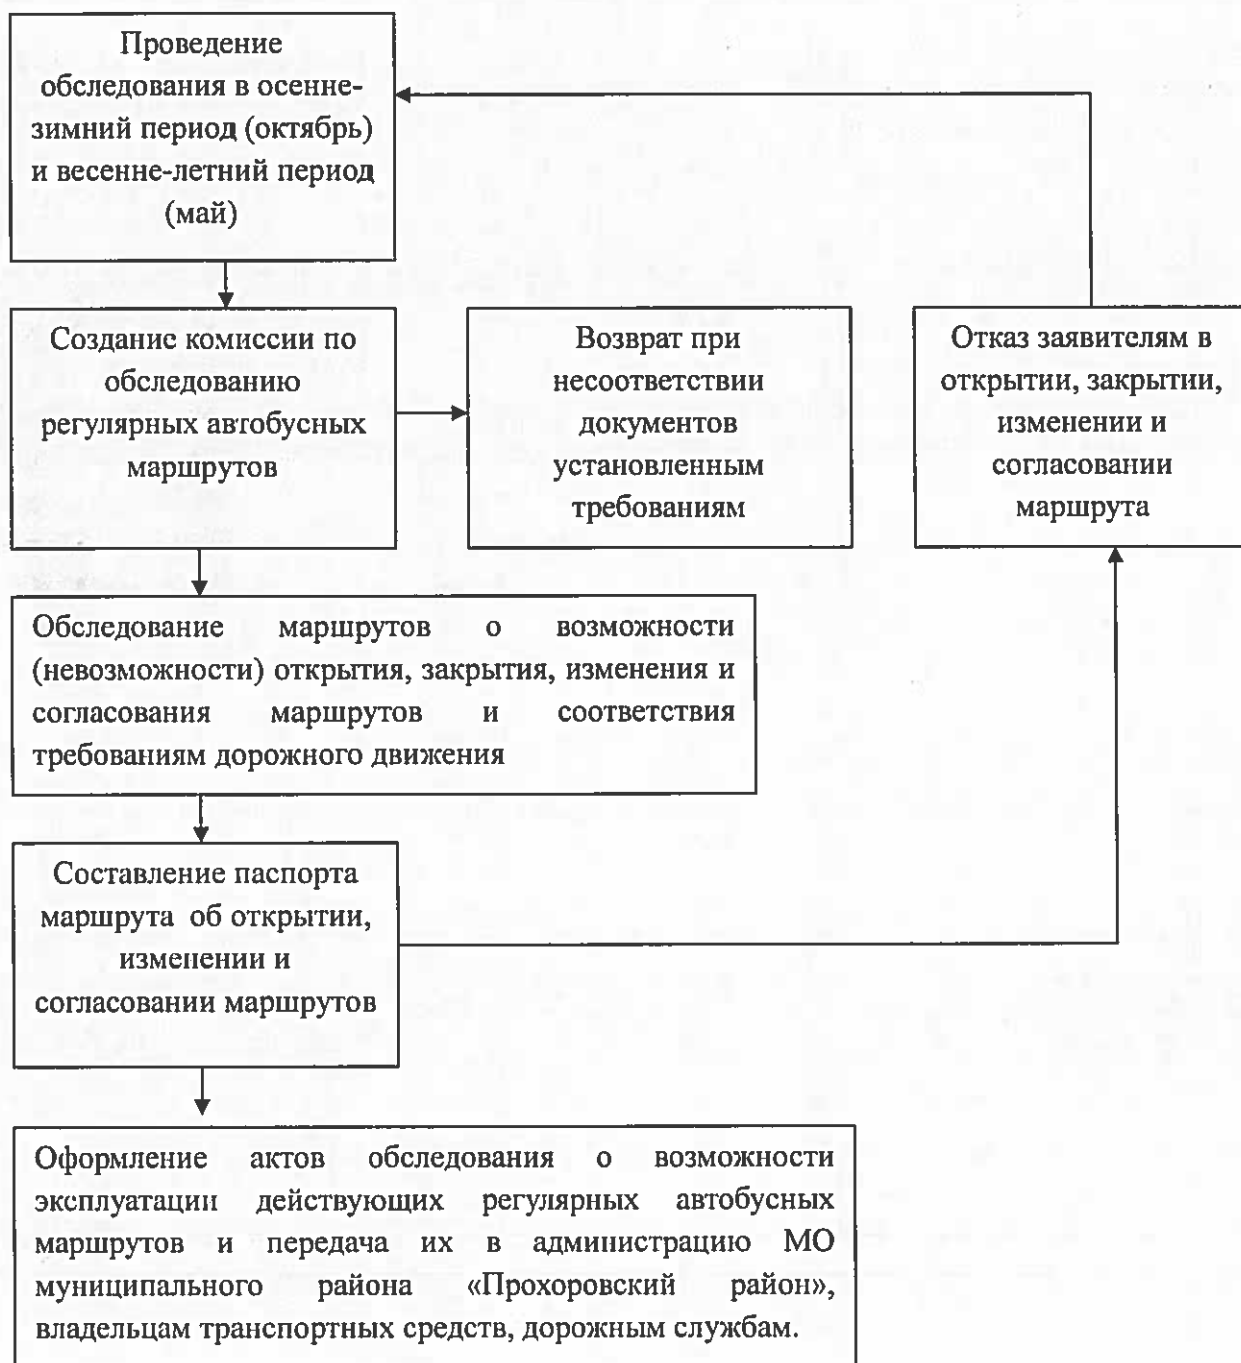 Проведение
обследования в осенне-
зимний период (октябрь)
и весенне-летний период
(май)
Создание комиссии по
обследованию
регулярных автобусных
маршрутов
Возврат при
несоответствии
документов
установленным
требованиям
Отказ заявителям в
открытии, закрытии,
изменении и
согласовании
маршрута
Обследование маршрутов о возможности
(невозможности) открытия, закрытия, изменения и
согласования маршрутов и соответствия
требованиям дорожного движения
Составление паспорта
маршрута об открытии,
изменении и
согласовании маршрутов
Оформление актов обследования о возможности
эксплуатации действующих регулярных автобусных
маршрутов и передача их в администрацию МО
муниципального района «Прохоровский район»,
владельцам транспортных средств, дорожным службам.